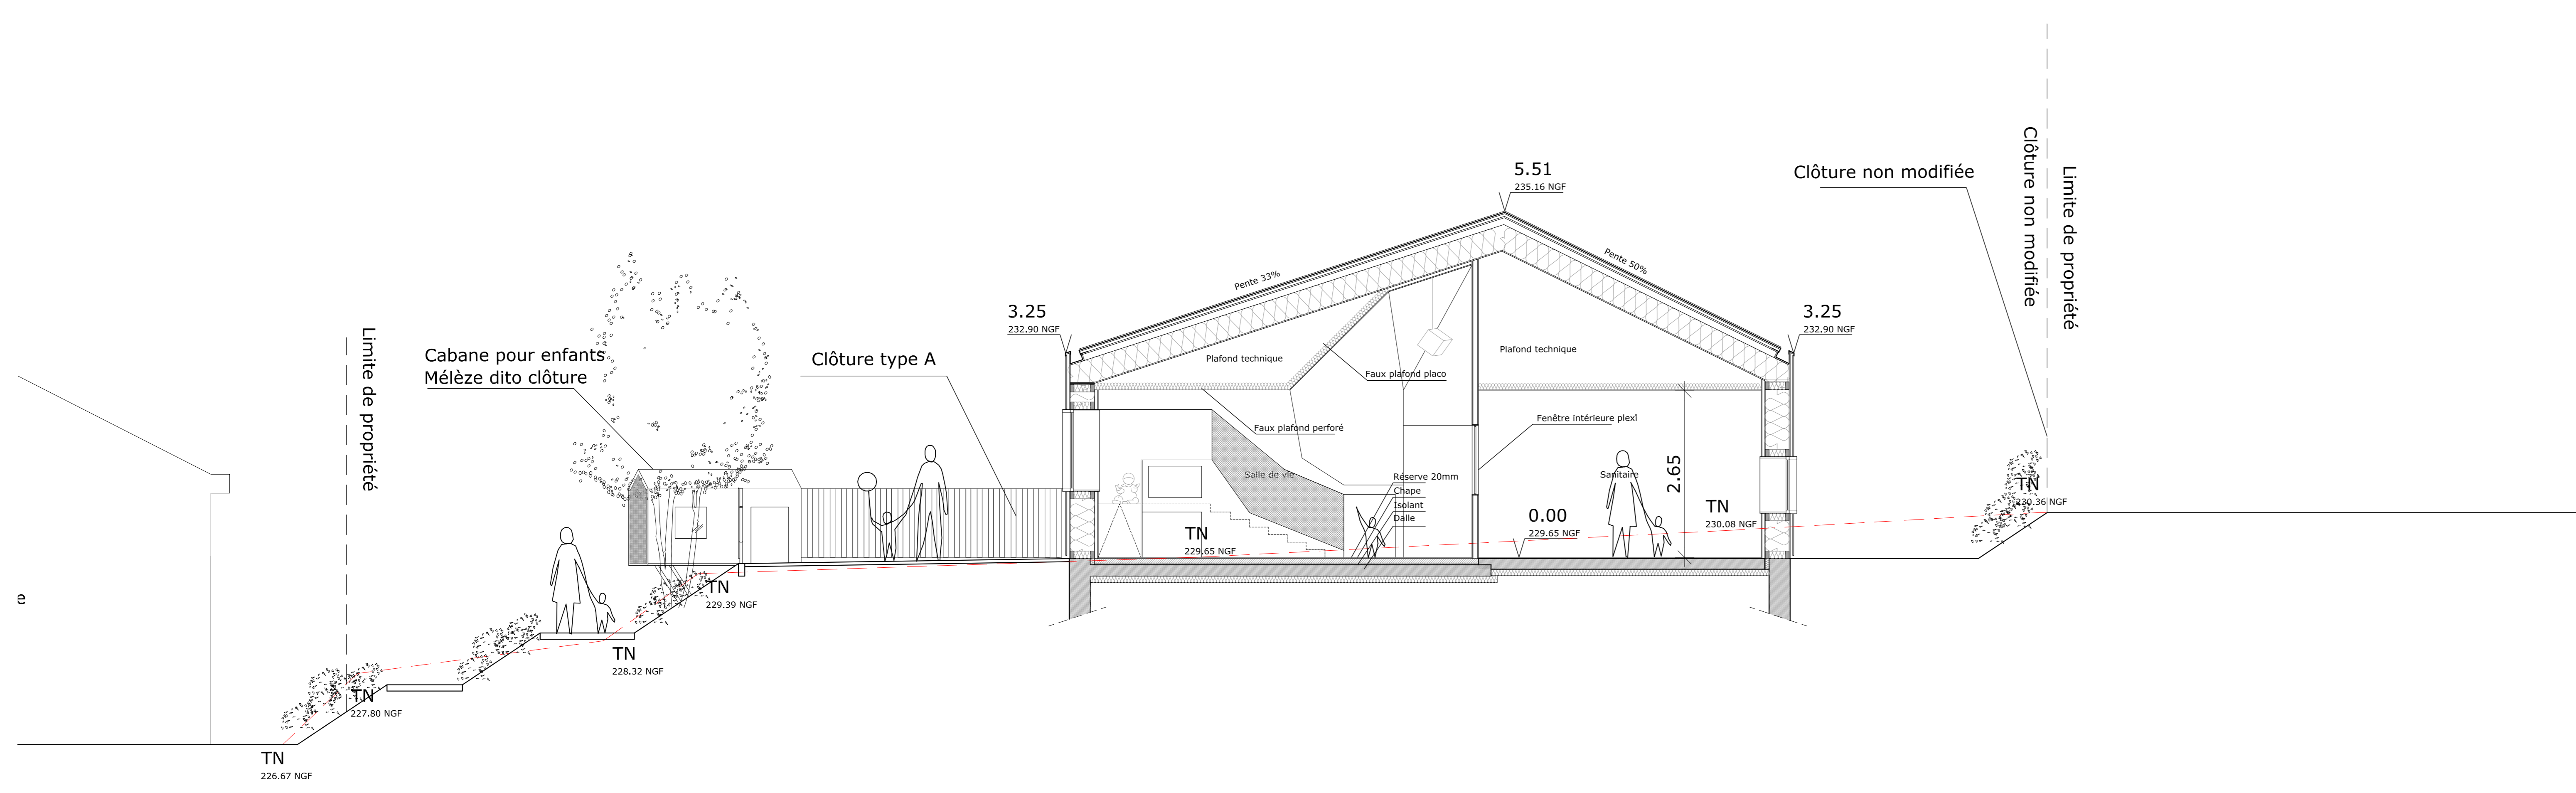 5.51
235.16 NGF
Clôture non modifiée
Clôture non modifiée
Limite de propriété
Pente 33%
Pente 50%
3.25
232.90 NGF
3.25
232.90 NGF
Limite de propriété
Cabane pour enfants
Mélèze dito clôture
Clôture type A
Plafond technique
Plafond technique
Faux plafond placo
Faux plafond perforé
Fenêtre intérieure plexi
Salle de vie
Réserve 20mm
Chape
Isolant
Dalle
Sanitaire
2.65
TN
230.36 NGF
TN
230.08 NGF
0.00
229.65 NGF
TN
229.65 NGF
TN
229.39 NGF
e
TN
228.32 NGF
TN
227.80 NGF
TN
226.67 NGF